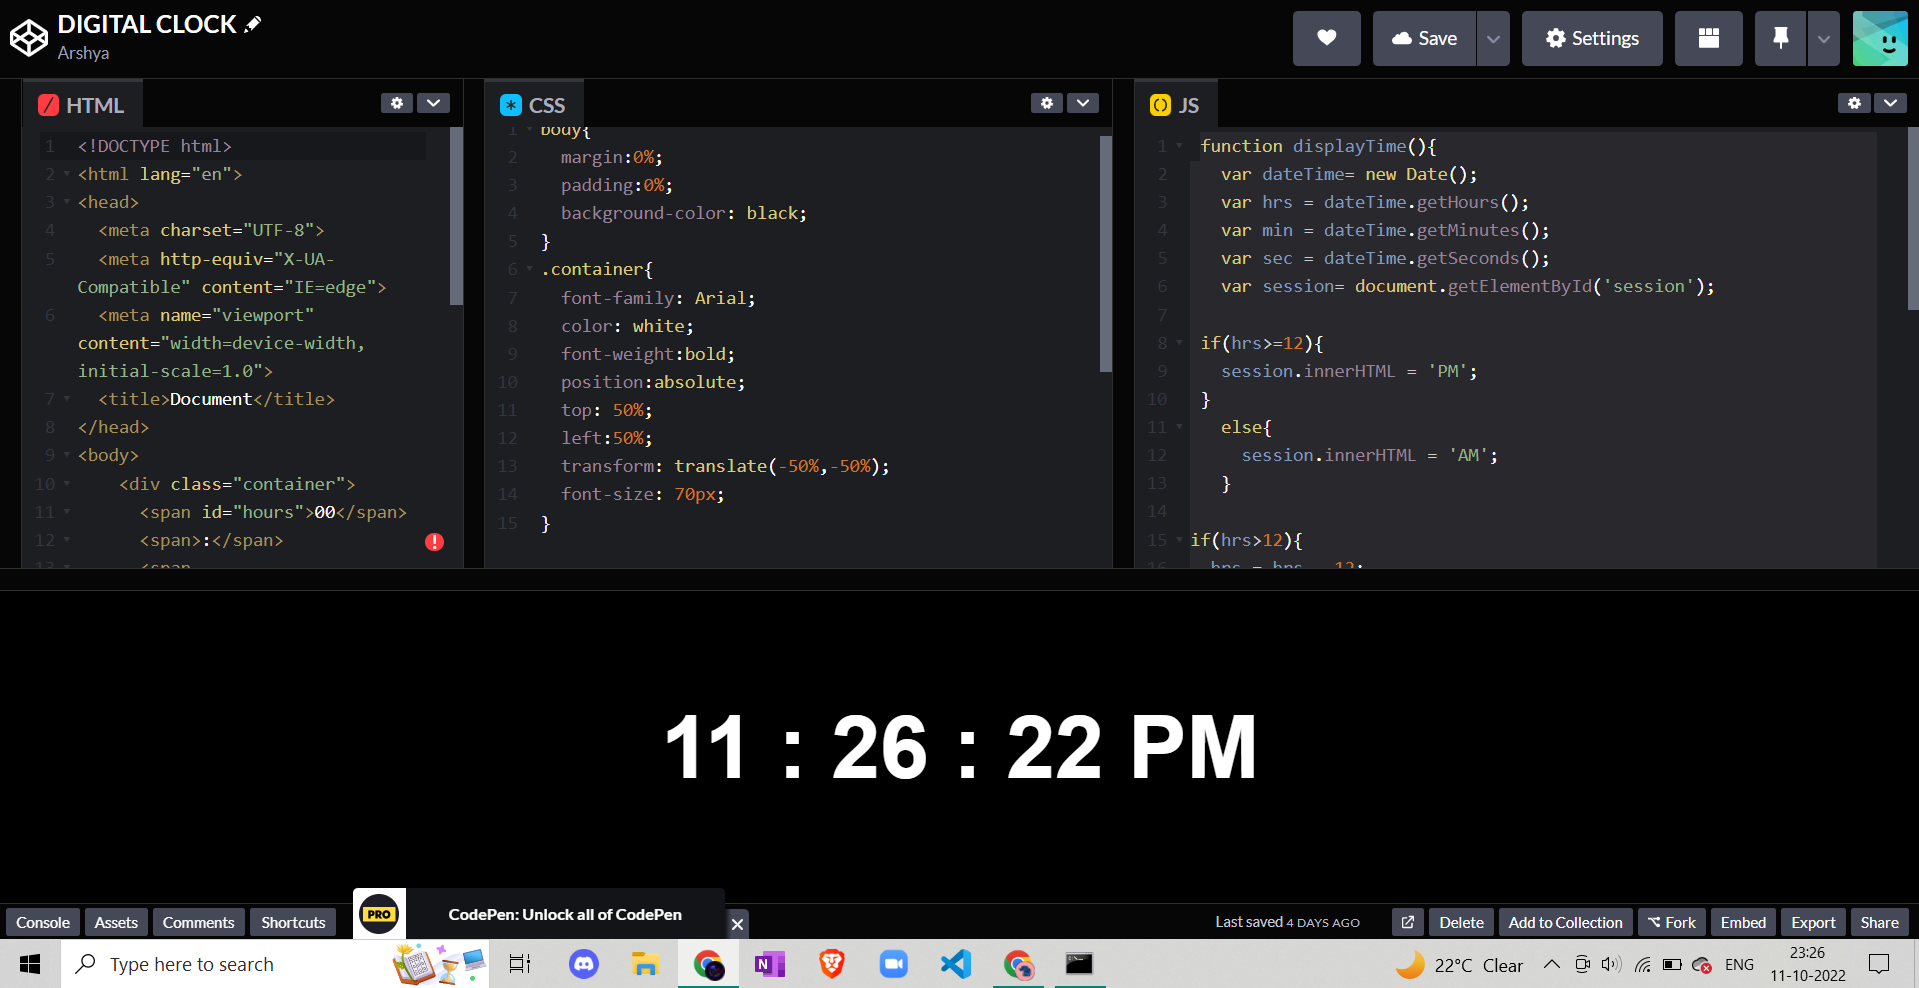 DIGITAL CLOCK
Arshya
Save
Settings
HTML
1 <!DOCTYPE html>
2 <html lang="en">
3 <head>
4 <meta charset="UTF-8">
5 <meta http-equiv="X-UA-
Compatible" content="IE=edge">
6 <meta name="viewport"
content="width=device-width,
initial-scale=1.0">
7 <title>Document</title>
8 </head>
9 <body>
10 <div class="container">
11 <span id="hours">00</span>
12 <span>:</span>
13 <span
CSS
1 body{
2 margin:0%;
3 padding:0%;
4 background-color: black;
5 }
6 .container{
7 font-family: Arial;
8 color: white;
9 font-weight:bold;
10 position:absolute;
11 top: 50%;
12 left:50%;
13 transform: translate(-50%,-50%);
14 font-size: 70px;
15 }
JS
1 function displayTime(){
2 var dateTime= new Date();
3 var hrs = dateTime.getHours();
4 var min = dateTime.getMinutes();
5 var sec = dateTime.getSeconds();
6 var session= document.getElementById('session');
7
8 if(hrs>=12){
9 session.innerHTML = 'PM';
10 }
11 else{
12 session.innerHTML = 'AM';
13 }
14
15 if(hrs>12){
16 hrs = hrs - 12;
11 : 26 : 22 PM
Console
Assets
Comments
Shortcuts
PRO
CodePen: Unlock all of CodePen
Last saved 4 DAYS AGO
Delete
Add to Collection
Fork
Embed
Export
Share
Type here to search
22°C Clear
ENG
23:26
11-10-2022